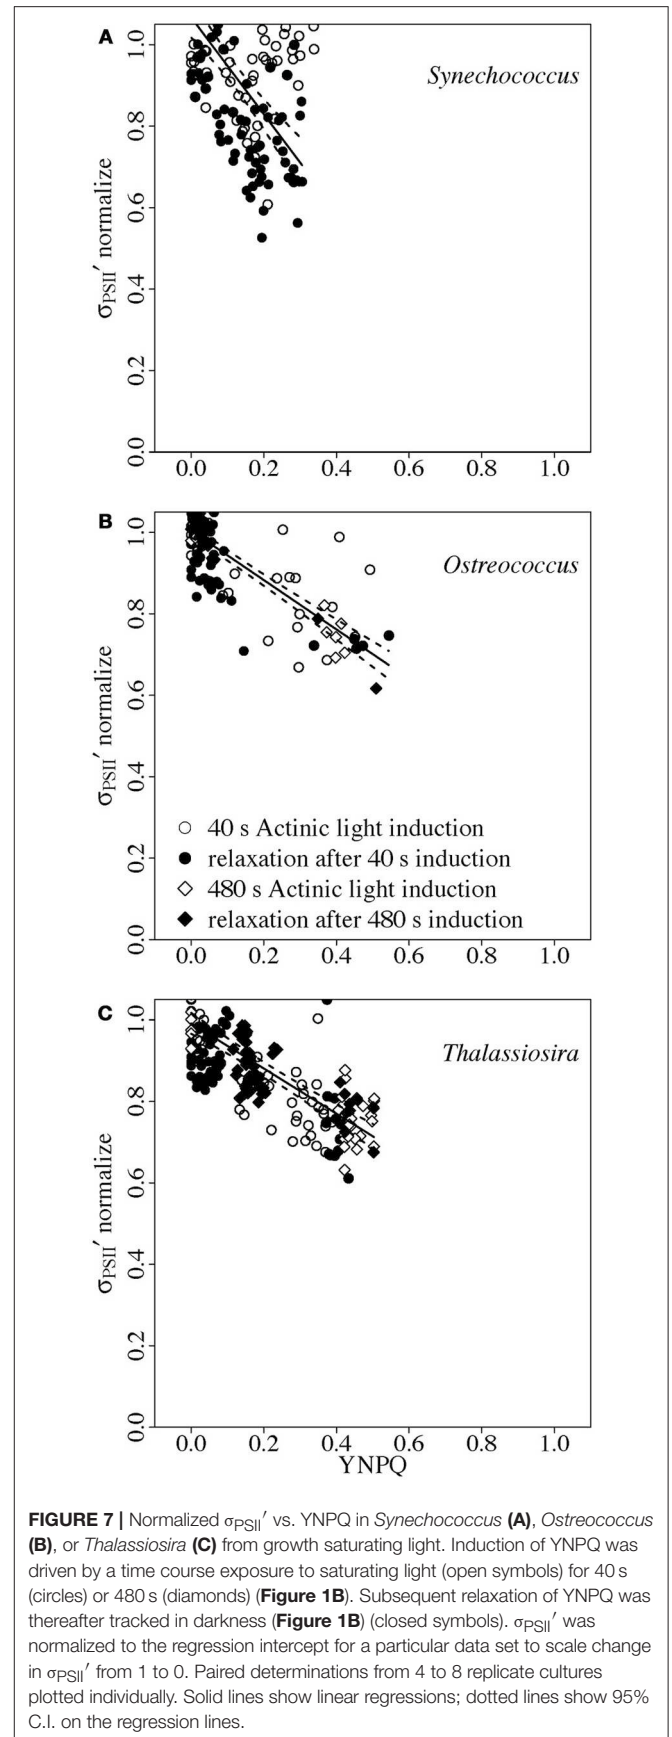 A
Synechococcus
σPSII′ normalize
0.0 0.2 0.4 0.6 0.8 1.0
0.0 0.2 0.4 0.6 0.8 1.0
B
Ostreococcus
σPSII′ normalize
0.0 0.2 0.4 0.6 0.8 1.0
40 s Actinic light induction
relaxation after 40 s induction
480 s Actinic light induction
relaxation after 480 s induction
0.0 0.2 0.4 0.6 0.8 1.0
C
Thalassiosira
σPSII′ normalize
0.0 0.2 0.4 0.6 0.8 1.0
0.0 0.2 0.4 0.6 0.8 1.0
YNPQ
FIGURE 7 | Normalized σPSII′ vs. YNPQ in Synechococcus (A), Ostreococcus
(B), or Thalassiosira (C) from growth saturating light. Induction of YNPQ was
driven by a time course exposure to saturating light (open symbols) for 40 s
(circles) or 480 s (diamonds) (Figure 1B). Subsequent relaxation of YNPQ was
thereafter tracked in darkness (Figure 1B) (closed symbols). σPSII′ was
normalized to the regression intercept for a particular data set to scale change
in σPSII′ from 1 to 0. Paired determinations from 4 to 8 replicate cultures
plotted individually. Solid lines show linear regressions; dotted lines show 95%
C.I. on the regression lines.